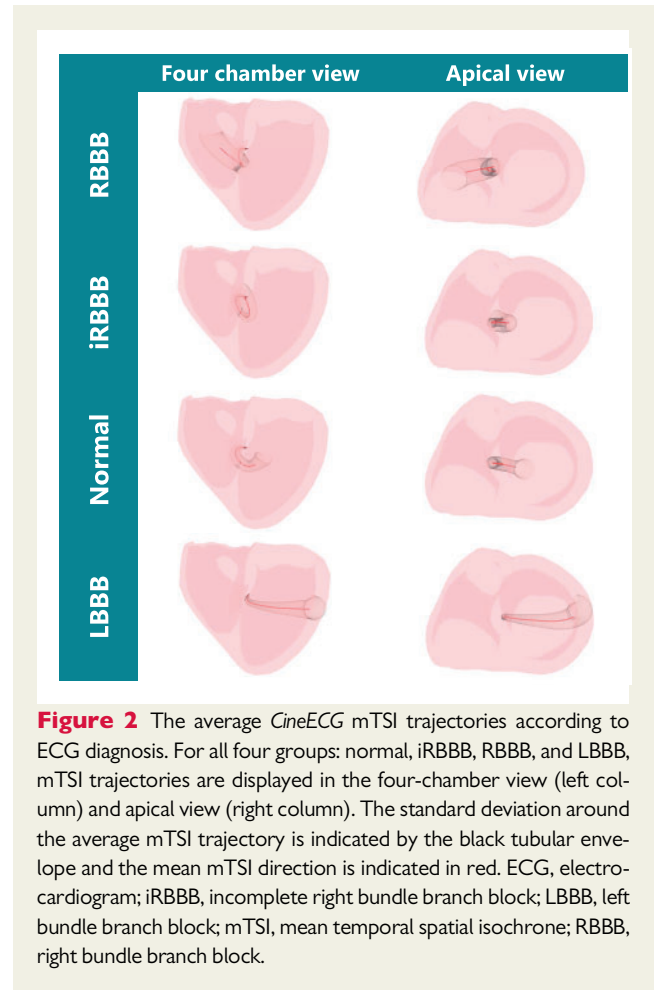 Four chamber view Apical view
RBBB
iRBBB
Normal
LBBB
Figure 2 The average CineECG mTSI trajectories according to
ECG diagnosis. For all four groups: normal, iRBBB, RBBB, and LBBB,
mTSI trajectories are displayed in the four-chamber view (left col-
umn) and apical view (right column). The standard deviation around
the average mTSI trajectory is indicated by the black tubular enve-
lope and the mean mTSI direction is indicated in red. ECG, electro-
cardiogram; iRBBB, incomplete right bundle branch block; LBBB, left
bundle branch block; mTSI, mean temporal spatial isochrone; RBBB,
right bundle branch block.